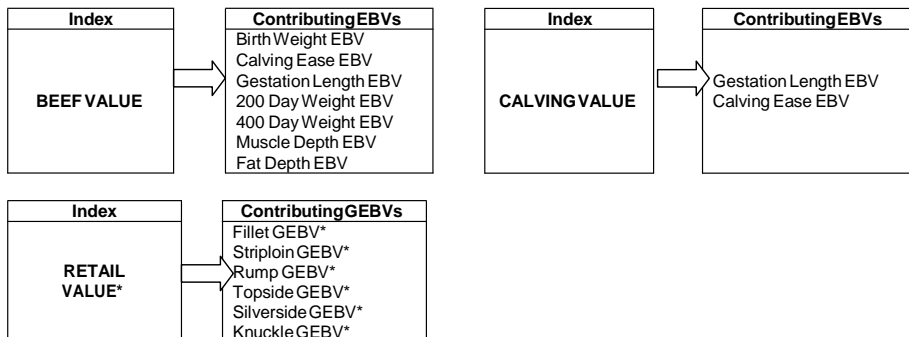 Index
Contributing EBVs
BEEF VALUE
Birth Weight EBV
Calving Ease EBV
Gestation Length EBV
200 Day Weight EBV
400 Day Weight EBV
Muscle Depth EBV
Fat Depth EBV
Index
Contributing EBVs
CALVING VALUE
Gestation Length EBV
Calving Ease EBV
Index
Contributing GEBVs
RETAIL
VALUE*
Fillet GEBV*
Striploin GEBV*
Rump GEBV*
Topside GEBV*
Silverside GEBV*
Knuckle GEBV*